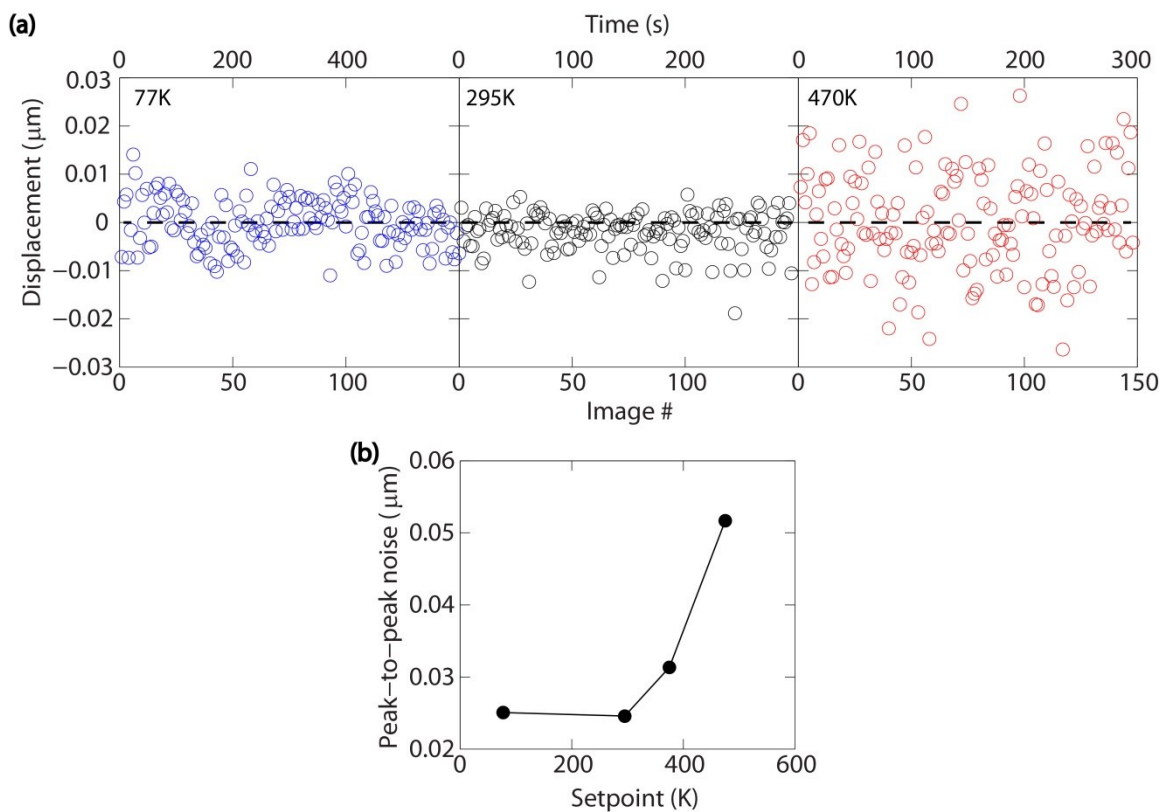 (a)
Time (s)
0 200 400 0 100 200 0 100 200 300
0.03
77K 295K 470K
0.02
0.01
0
−0.01
−0.02
−0.03
Displacement (μm)
0 50 100 0 50 100 0 50 100 150
Image #
(b)
0.06
0.05
0.04
0.03
0.02
Peak−to−peak noise (μm)
0 200 400 600
Setpoint (K)